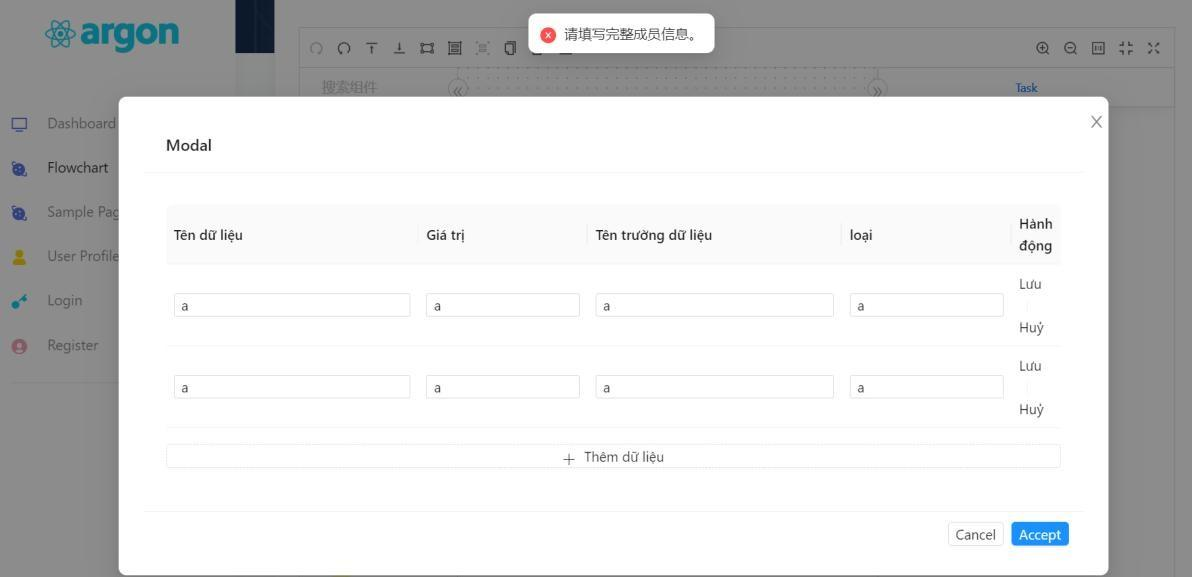 argon
请填写完整成员信息。
搜索组件
Task
Dashboard
Flowchart
Sample Pag
User Profile
Login
Register
Modal
Tên dữ liệu
Giá trị
Tên trường dữ liệu
loại
Hành
động
a
a
a
a
Lưu
Huỷ
a
a
a
a
Lưu
Huỷ
+ Thêm dữ liệu
Cancel
Accept